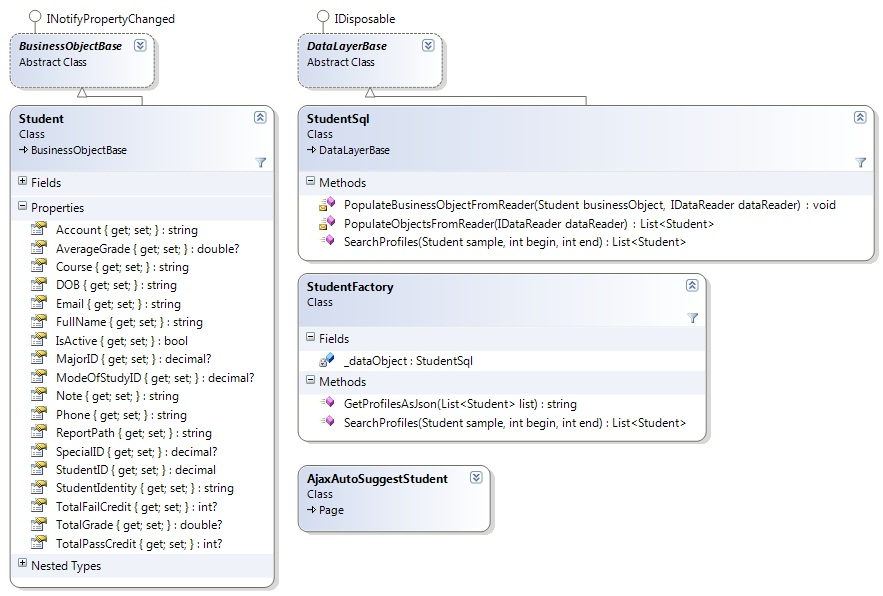 INotifyPropertyChanged
BusinessObjectBase
Abstract Class
Student
Class
BusinessObjectBase
Fields
Properties
Account { get; set; } : string
AverageGrade { get; set; } : double?
Course { get; set; } : string
DOB { get; set; } : string
Email { get; set; } : string
FullName { get; set; } : string
IsActive { get; set; } : bool
MajorID { get; set; } : decimal?
ModeOfStudyID { get; set; } : decimal?
Note { get; set; } : string
Phone { get; set; } : string
ReportPath { get; set; } : string
SpecialID { get; set; } : decimal?
StudentID { get; set; } : decimal
StudentIdentity { get; set; } : string
TotalFailCredit { get; set; } : int?
TotalGrade { get; set; } : double?
TotalPassCredit { get; set; } : int?
Nested Types
IDisposable
DataLayerBase
Abstract Class
StudentSql
Class
DataLayerBase
Methods
PopulateBusinessObjectFromReader(Student businessObject, IDataReader dataReader) : void
PopulateObjectsFromReader(IDataReader dataReader) : List<Student>
SearchProfiles(Student sample, int begin, int end) : List<Student>
StudentFactory
Class
Fields
_dataObject : StudentSql
Methods
GetProfilesAsJson(List<Student> list) : string
SearchProfiles(Student sample, int begin, int end) : List<Student>
AjaxAutoSuggestStudent
Class
Page